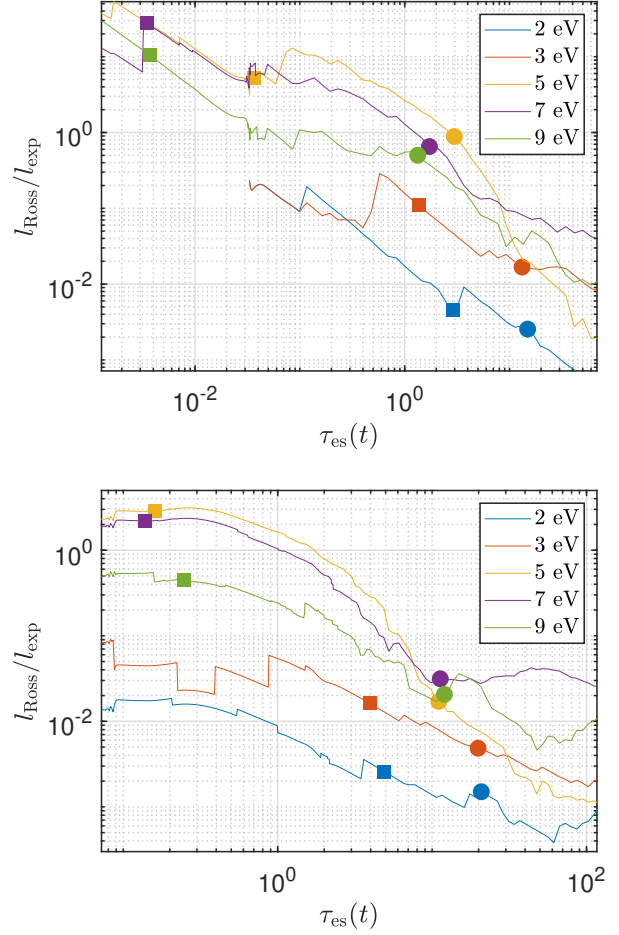 10^0
10^-2
l_Ross/l_exp
2 eV
3 eV
5 eV
7 eV
9 eV
10^-2
10^0
τ_es(t)
10^0
10^-2
l_Ross/l_exp
2 eV
3 eV
5 eV
7 eV
9 eV
10^0
10^2
τ_es(t)